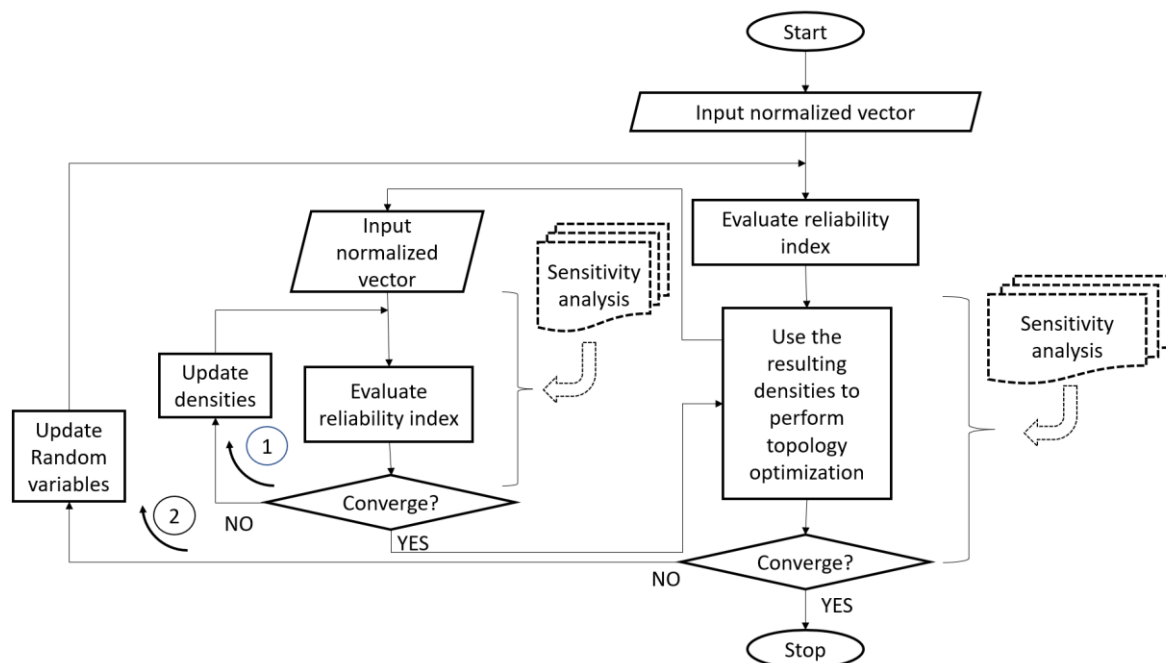 Start
Input normalized vector
Evaluate reliability
index
Input
normalized
vector
Sensitivity
analysis
Sensitivity
analysis
Use the
resulting
densities to
perform
topology
optimization
Update
densities
Evaluate
reliability index
Update
Random
variables
1
2
Converge?
NO
YES
Converge?
NO
YES
Stop